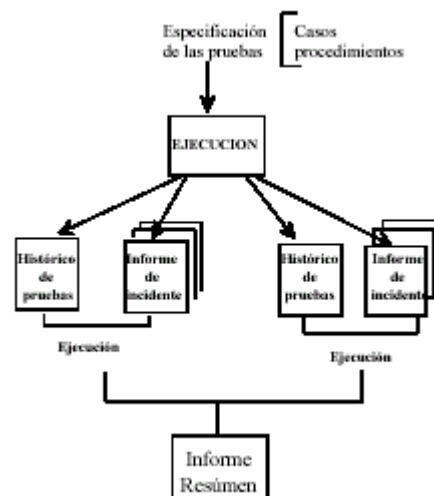 Especificación
de las pruebas
Casos
procedimientos
EJECUCION
Histórico
de
pruebas
Informe
de
incidente
Histórico
de
pruebas
Informe
de
incidente
Ejecución
Ejecución
Informe
Resúmen